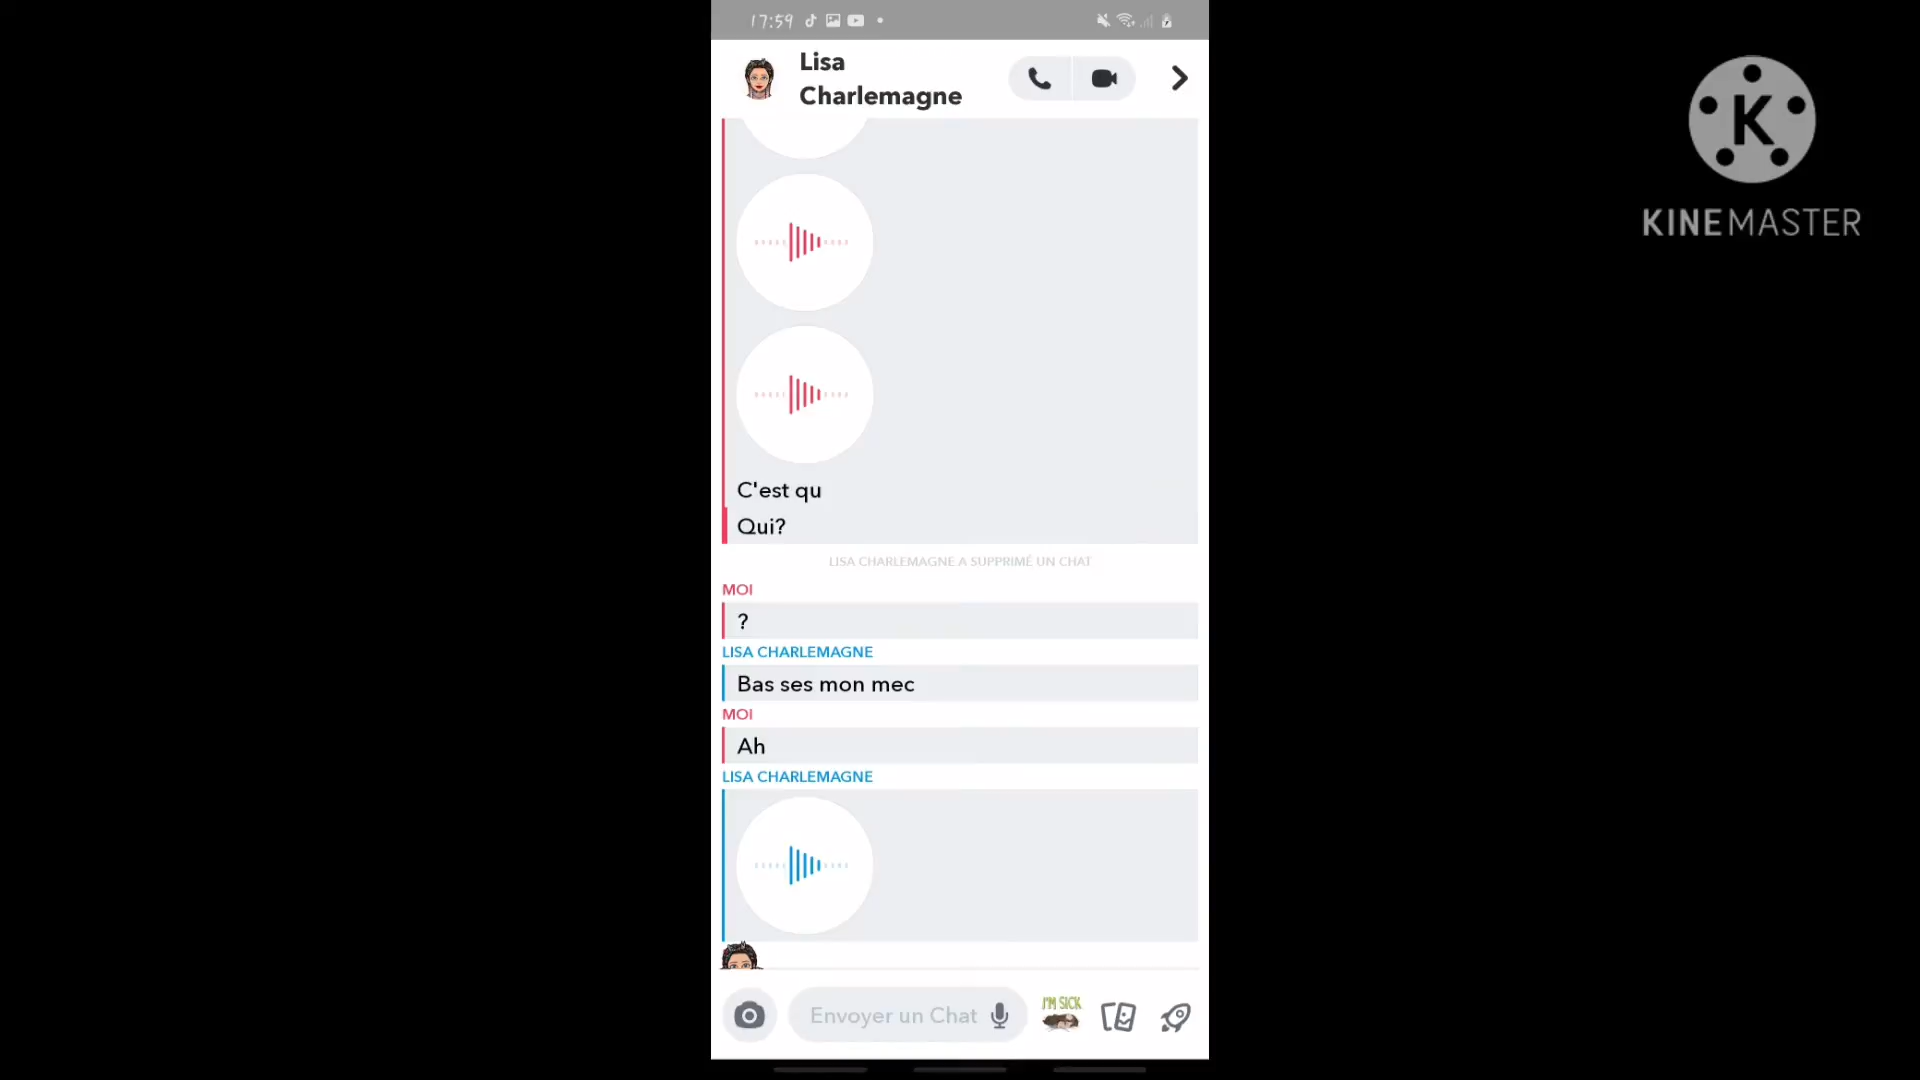 17:59
Lisa
Charlemagne
C'est qu
Qui?
LISA CHARLEMAGNE A SUPPRIMÉ UN CHAT
MOI
?
LISA CHARLEMAGNE
Bas ses mon mec
MOI
Ah
LISA CHARLEMAGNE
Envoyer un Chat
I'M SICK
K
KINEMASTER